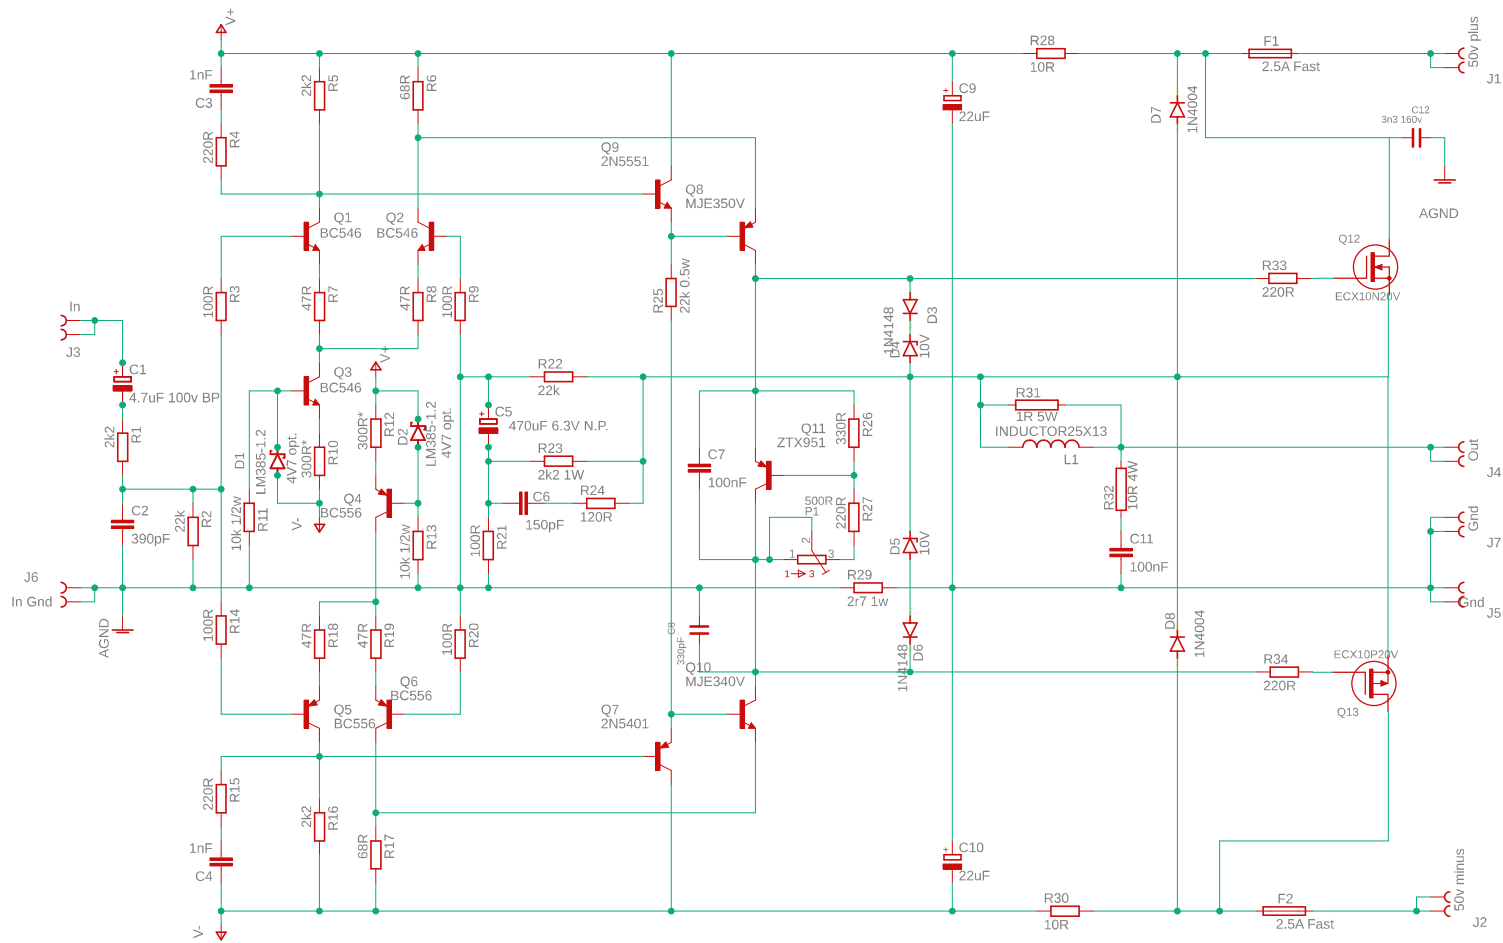 V+
1nF
C3
2k2
R5
68R
R6
220R
R4
Q9
2N5551
C9
22uF
R28
10R
D7
1N4004
F1
2.5A Fast
50v plus
J1
C12
3n3 160v
AGND
Q1
BC546
Q2
BC546
Q8
MJE350V
Q12
ECX10N20V
R33
220R
100R
R3
47R
R7
47R
R8
100R
R9
R25
22k 0.5w
In
J3
C1
4.7uF 100v BP
2k2
R1
C2
390pF
22k
R2
Q3
BC546
V+
D1
LM385-1.2
4V7 opt.
300R*
R10
300R*
R12
D2
LM385-1.2
4V7 opt.
10k 1/2w
R11
V-
Q4
BC556
10k 1/2w
R13
R22
22k
C5
470uF 6.3V N.P.
R23
2k2 1W
C6
150pF
R24
120R
100R
R21
1N4148
D3
D4
10V
C7
100nF
Q11
ZTX951
330R
R26
500R
P1
220R
R27
1
2
3
1
3
D5
10V
R29
2r7 1w
R31
1R 5W
INDUCTOR25X13
L1
R32
10R 4W
C11
100nF
Out
J4
Gnd
J7
Gnd
J5
J6
In Gnd
AGND
100R
R14
47R
R18
47R
R19
100R
R20
C8
330pF
Q10
MJE340V
1N4148
D6
D8
1N4004
R34
220R
ECX10P20V
Q13
Q5
BC556
Q6
BC556
Q7
2N5401
220R
R15
1nF
C4
2k2
R16
68R
R17
V-
C10
22uF
R30
10R
F2
2.5A Fast
50v minus
J2